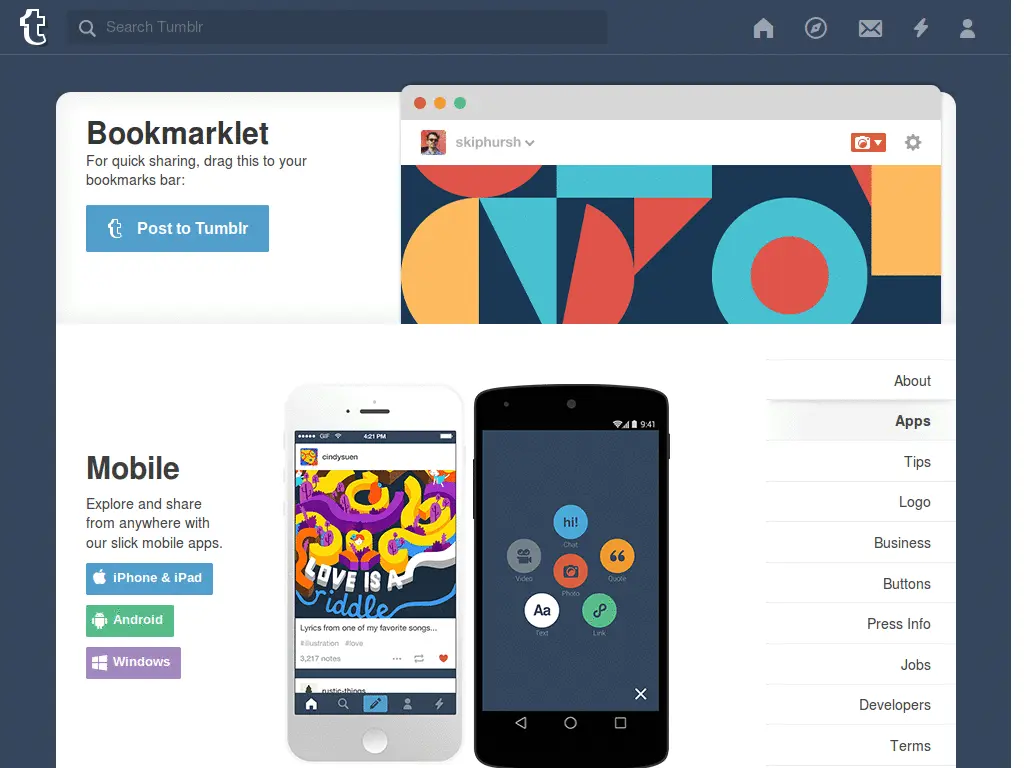 Search Tumblr
Bookmarklet
For quick sharing, drag this to your
bookmarks bar:
Post to Tumblr
skiphursh
Mobile
Explore and share
from anywhere with
our slick mobile apps.
iPhone & iPad
Android
Windows
GIF
4:21 PM
cindysuen
LOVE IS A
riddle
Lyrics from one of my favorite songs...
#illustration #love
3,217 notes
rustic-things
9:41
hi!
Chat
Video
Quote
Photo
Aa
Text
Link
About
Apps
Tips
Logo
Business
Buttons
Press Info
Jobs
Developers
Terms